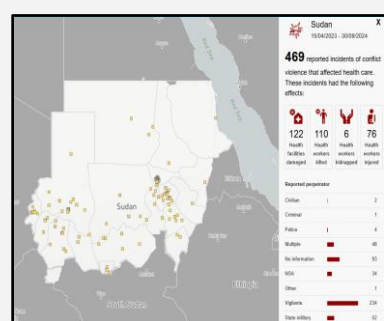 Sudan
X
15/04/2023 - 30/08/2024
469 reported incidents of conflict
violence that affected health care.
These incidents had the following
effects:
122
110
6
76
Health
facilities
damaged
Health
workers
killed
Health
workers
kidnapped
Health
workers
injured
Reported perpetrator
Civilian
2
Criminal
1
Police
4
Multiple
48
No information
NSA
34
Other
1
Vigilante
234
State military
52
Red Sea
Sudan
Ethiopia
South Sudan